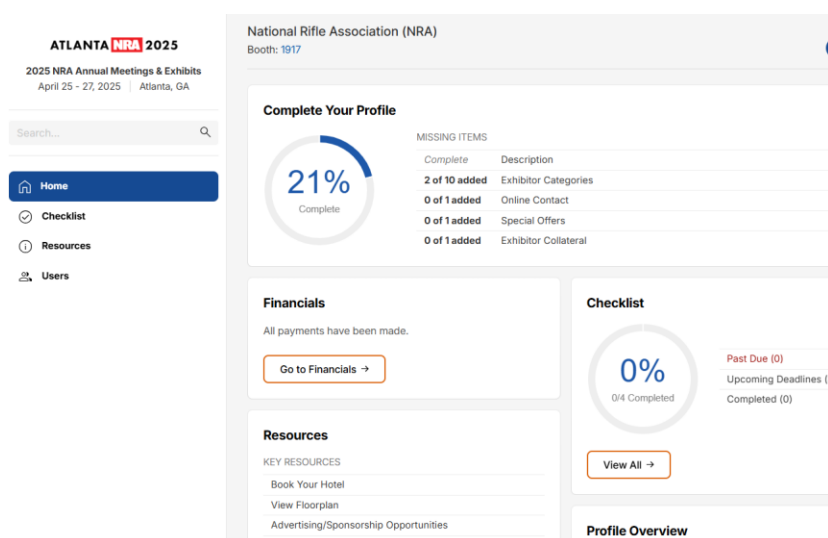 ATLANTA NRA 2025
2025 NRA Annual Meetings & Exhibits
April 25 - 27, 2025 | Atlanta, GA
Search...
Home
Checklist
Resources
Users
National Rifle Association (NRA)
Booth: 1917
Complete Your Profile
21%
Complete
MISSING ITEMS
Complete Description
2 of 10 added Exhibitor Categories
0 of 1 added Online Contact
0 of 1 added Special Offers
0 of 1 added Exhibitor Collateral
Financials
All payments have been made.
Go to Financials →
Checklist
0%
0/4 Completed
Past Due (0)
Upcoming Deadlines (
Completed (0)
View All →
Resources
KEY RESOURCES
Book Your Hotel
View Floorplan
Advertising/Sponsorship Opportunities
Profile Overview